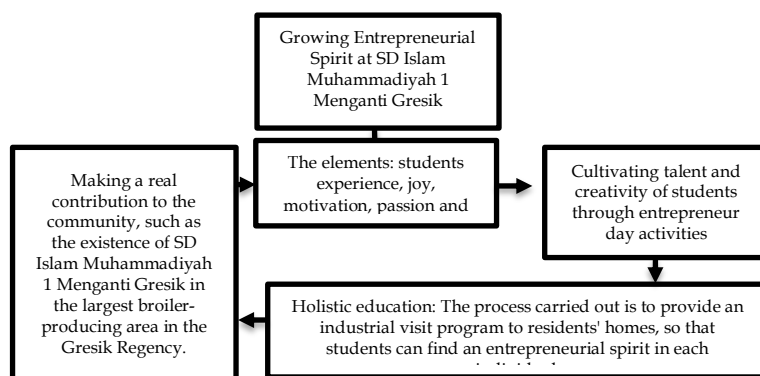 Growing Entrepreneurial
Spirit at SD Islam
Muhammadiyah 1
Menganti Gresik
The elements: students
experience, joy,
motivation, passion and
Cultivating talent and
creativity of students
through entrepreneur
day activities
Making a real
contribution to the
community, such as
the existence of SD
Islam Muhammadiyah
1 Menganti Gresik in
the largest broiler-
producing area in the
Gresik Regency.
Holistic education: The process carried out is to provide an
industrial visit program to residents' homes, so that
students can find an entrepreneurial spirit in each